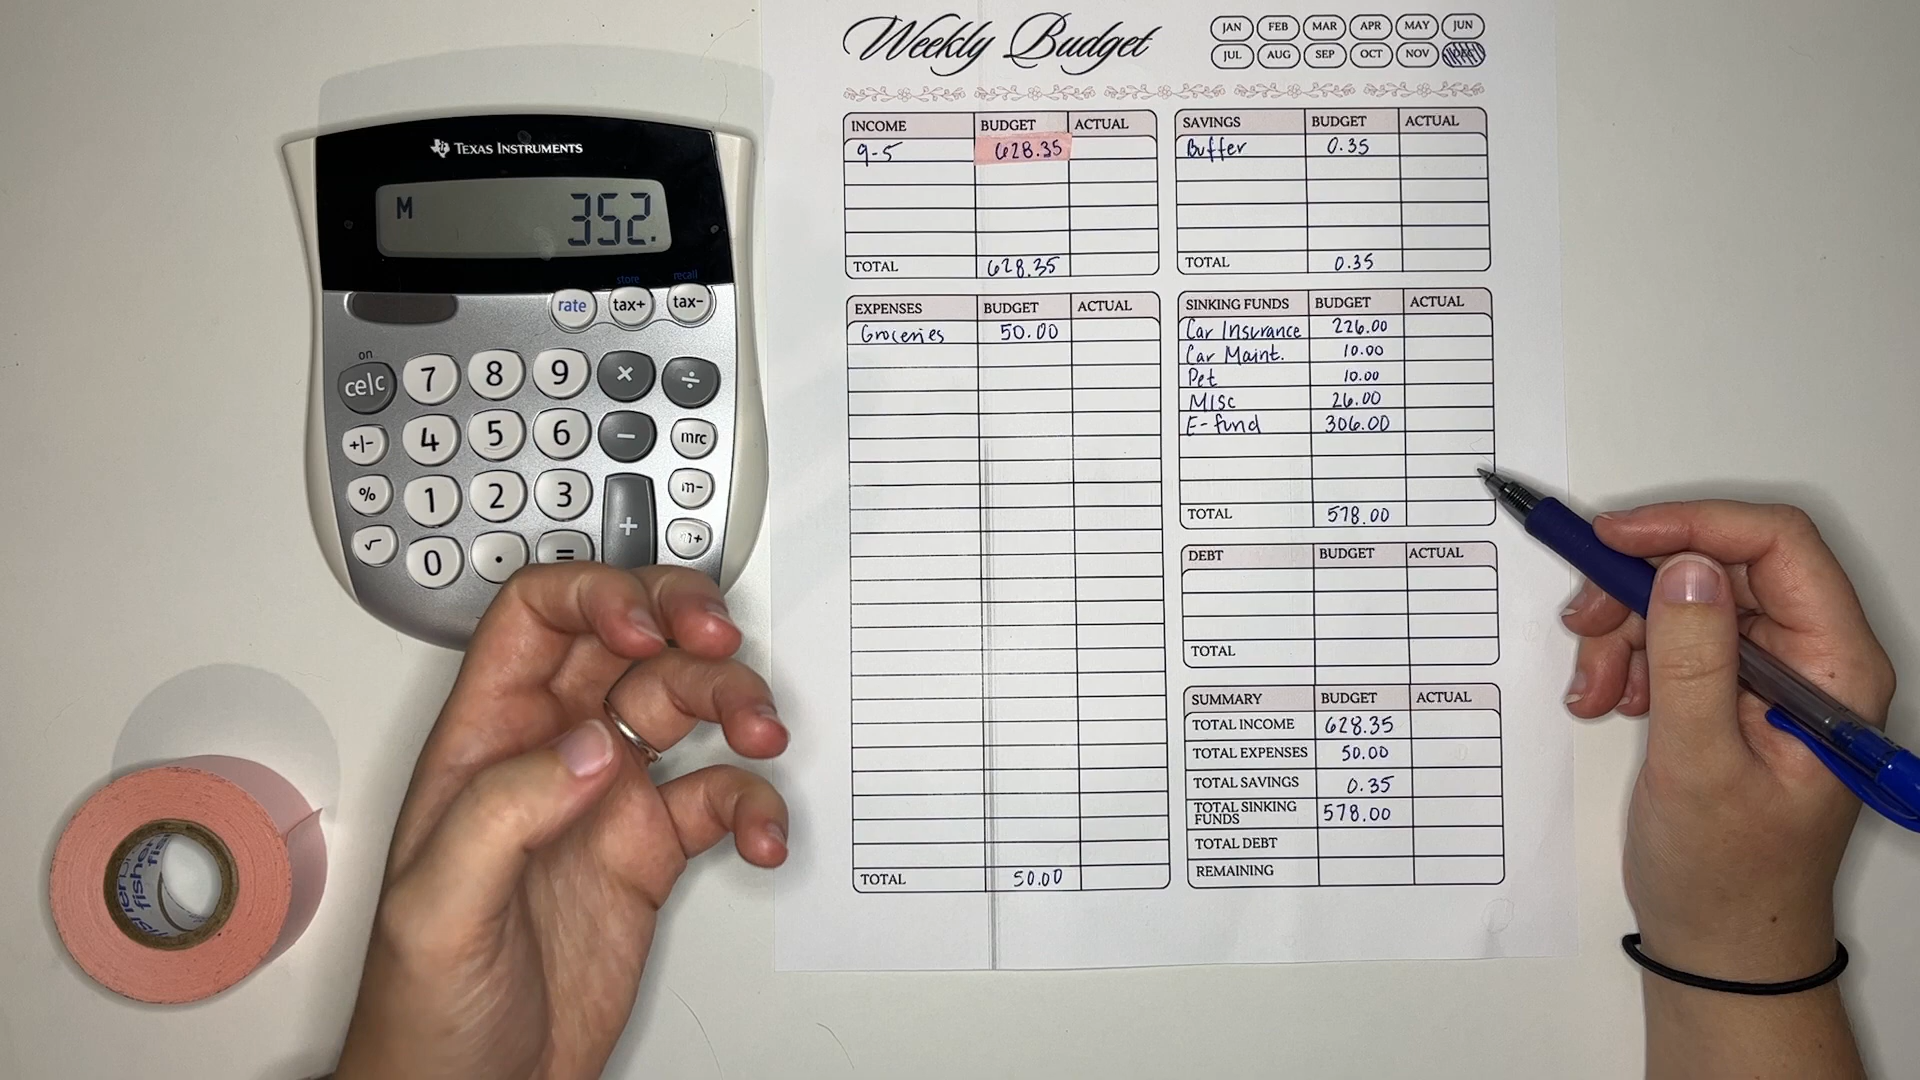 Weekly Budget
JAN FEB MAR APR MAY JUN
JUL AUG SEP OCT NOV
INCOME BUDGET ACTUAL
9-5 628.35
TOTAL 628.35
SAVINGS BUDGET ACTUAL
Buffer 0.35
TOTAL 0.35
EXPENSES BUDGET ACTUAL
Groceries 50.00
TOTAL 50.00
SINKING FUNDS BUDGET ACTUAL
Car Insurance 226.00
Car Maint. 10.00
Pet 10.00
MISC 26.00
E-fund 306.00
TOTAL 578.00
DEBT BUDGET ACTUAL
TOTAL
SUMMARY BUDGET ACTUAL
TOTAL INCOME 628.35
TOTAL EXPENSES 50.00
TOTAL SAVINGS 0.35
TOTAL SINKING FUNDS 578.00
TOTAL DEBT
REMAINING
TEXAS INSTRUMENTS
M 352.
store recall
rate tax+ tax-
on
ce|c 7 8 9 × ÷
+|- 4 5 6 − mrc
% 1 2 3 + m-
√ 0 . =